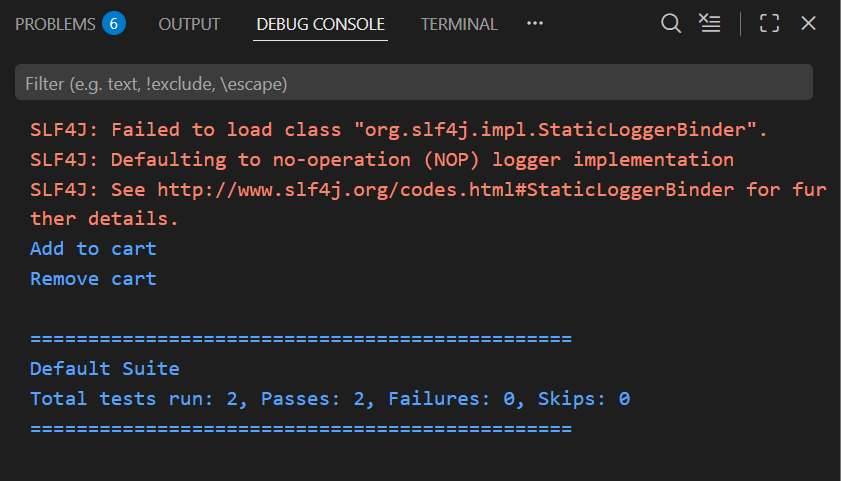 PROBLEMS 6 OUTPUT DEBUG CONSOLE TERMINAL ...
Filter (e.g. text, !exclude, \escape)
SLF4J: Failed to load class "org.slf4j.impl.StaticLoggerBinder".
SLF4J: Defaulting to no-operation (NOP) logger implementation
SLF4J: See http://www.slf4j.org/codes.html#StaticLoggerBinder for fur
ther details.
Add to cart
Remove cart
===============================================
Default Suite
Total tests run: 2, Passes: 2, Failures: 0, Skips: 0
===============================================